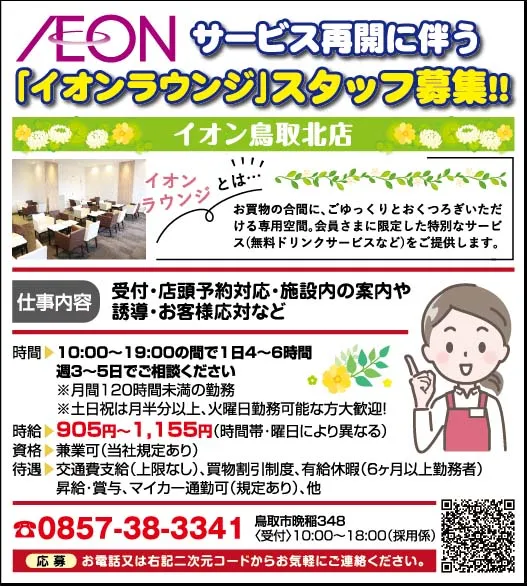 ÆON サービス再開に伴う
「イオンラウンジ」スタッフ募集!!
イオン鳥取北店
イオンラウンジとは…
お買物の合間に、ごゆっくりとおくつろぎいただ
ける専用空間。会員さまに限定した特別なサービ
ス(無料ドリンクサービスなど)をご提供します。
仕事内容 受付・店頭予約対応・施設内の案内や
誘導・お客様応対など
時間▶10:00〜19:00の間で1日4〜6時間
週3〜5日でご相談ください
※月間120時間未満の勤務
※土日祝は月半分以上、火曜日勤務可能な方大歓迎!
時給▶905円〜1,155円(時間帯・曜日により異なる)
資格▶兼業可(当社規定あり)
待遇▶交通費支給(上限なし)、買物割引制度、有給休暇(6ヶ月以上勤務者)
昇給・賞与、マイカー通勤可(規定あり)、他
☎0857-38-3341 鳥取市晩稲348
〈受付〉10:00〜18:00(採用係)
応募 お電話又は右記二次元コードからお気軽にご連絡ください。